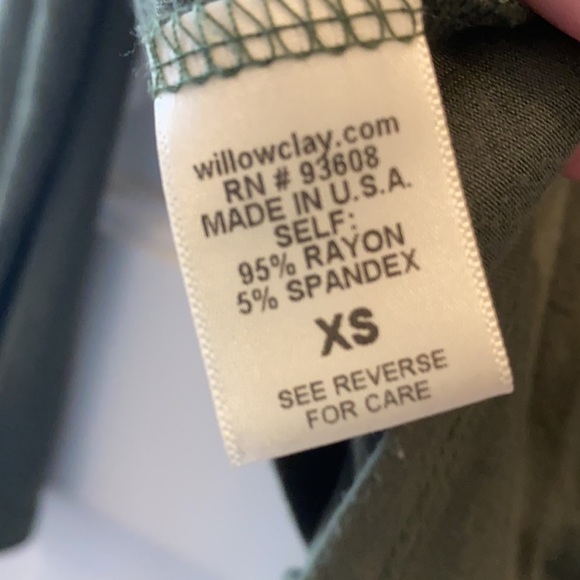 willowclay.com
RN # 93608
MADE IN U.S.A.
SELF:
95% RAYON
5% SPANDEX
XS
SEE REVERSE
FOR CARE